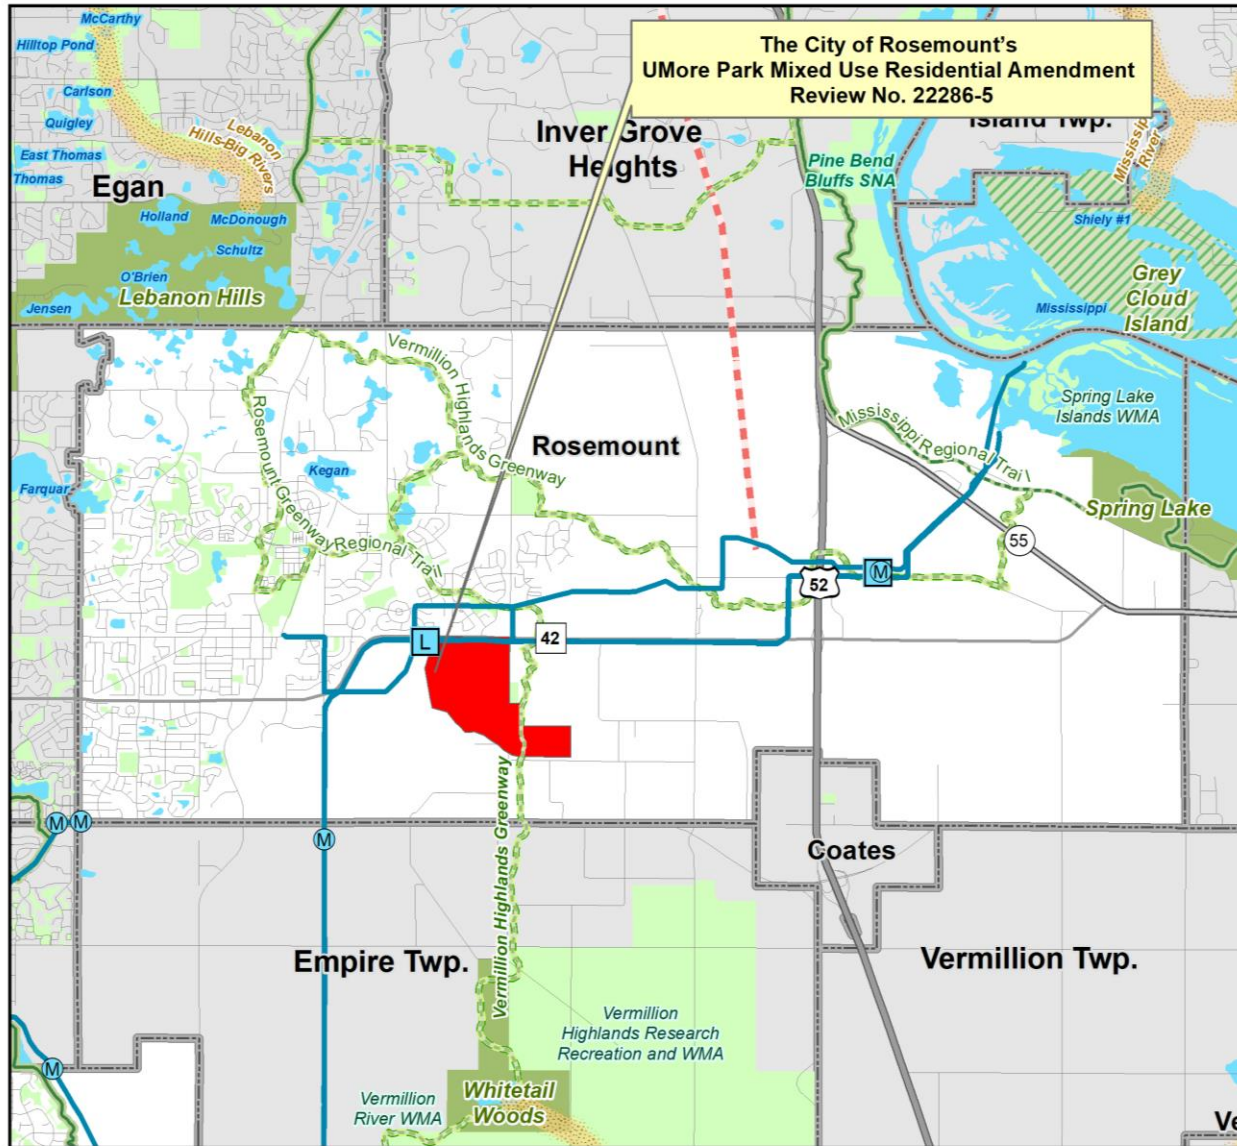 McCarthy
Hilltop Pond
Carlson
Quigley
East Thomas
Thomas
Lebanon
Hills-Big Rivers
Egan
Holland
McDonough
Schultz
O'Brien
Jensen
Lebanon Hills
The City of Rosemount's
UMore Park Mixed Use Residential Amendment
Review No. 22286-5
Inver Grove
Heights
Pine Bend
Bluffs SNA
Island Twp.
Mississippi
River
Shiely #1
Grey
Cloud
Island
Mississippi
Spring Lake
Islands WMA
Vermillion Highlands Greenway
Rosemount Greenway Regional Trail
Rosemount
Kegan
Farquar
Mississippi Regional Trail
Spring Lake
55
52
M
L
42
M
M
M
Vermillion Highlands Greenway
Coates
Empire Twp.
Vermillion Twp.
Vermillion
Highlands Research
Recreation and WMA
M
Vermillion
River WMA
Whitetail
Woods
Ve